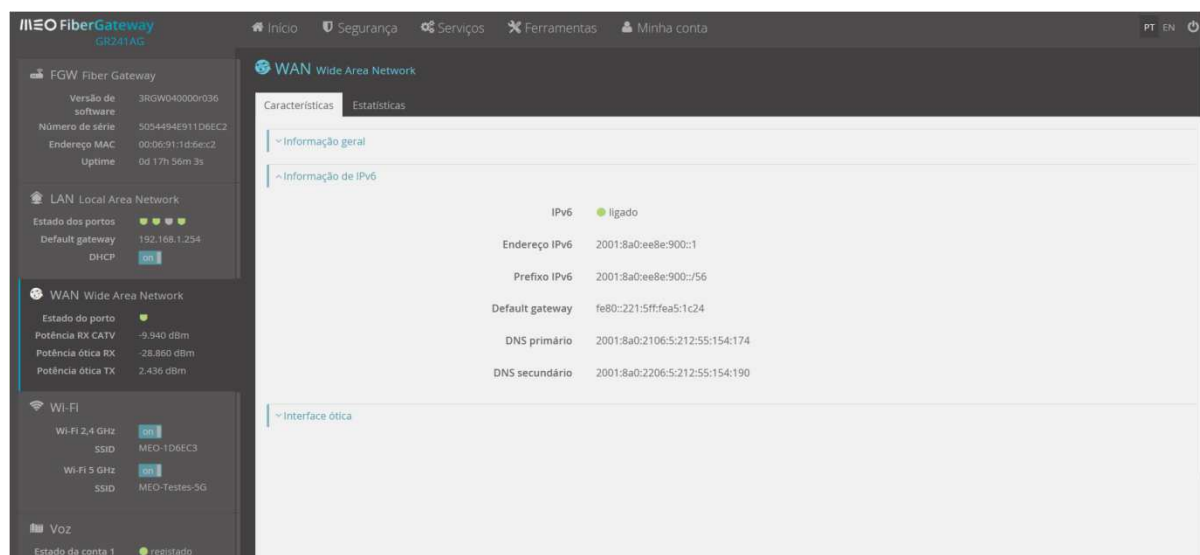 MEO FiberGateway
GR241AG
Início Segurança Serviços Ferramentas Minha conta
PT EN
FGW Fiber Gateway
Versão de software 3RGW040000r036
Número de série 5054494E911D6EC2
Endereço MAC 00:06:91:1d:6e:c2
Uptime 0d 17h 56m 3s
LAN Local Area Network
Estado dos portos
Default gateway 192.168.1.254
DHCP on
WAN Wide Area Network
Estado do porto
Potência RX CATV -9.940 dBm
Potência ótica RX -28.860 dBm
Potência ótica TX 2.436 dBm
Wi-Fi
Wi-Fi 2,4 GHz on
SSID MEO-1D6EC3
Wi-Fi 5 GHz on
SSID MEO-Testes-5G
Voz
Estado da conta 1 registado
WAN Wide Area Network
Características Estatísticas
Informação geral
Informação de IPv6
IPv6 ligado
Endereço IPv6 2001:8a0:ee8e:900::1
Prefixo IPv6 2001:8a0:ee8e:900::/56
Default gateway fe80::221:5ff:fea5:1c24
DNS primário 2001:8a0:2106:5:212:55:154:174
DNS secundário 2001:8a0:2206:5:212:55:154:190
Interface ótica